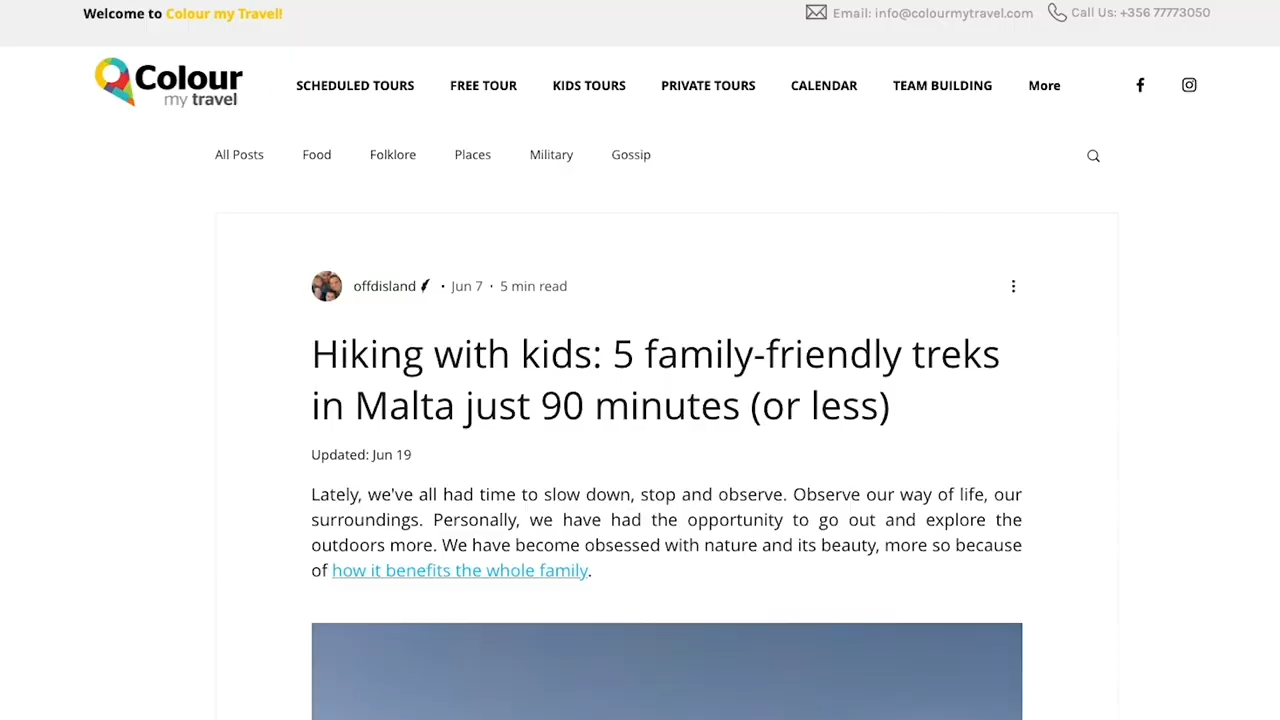 Welcome to Colour my Travel!
Email: info@colourmytravel.com
Call Us: +356 77773050
Colour
my travel
SCHEDULED TOURS
FREE TOUR
KIDS TOURS
PRIVATE TOURS
CALENDAR
TEAM BUILDING
More
All Posts
Food
Folklore
Places
Military
Gossip
offdisland · Jun 7 · 5 min read
Hiking with kids: 5 family-friendly treks
in Malta just 90 minutes (or less)
Updated: Jun 19
Lately, we've all had time to slow down, stop and observe. Observe our way of life, our
surroundings. Personally, we have had the opportunity to go out and explore the
outdoors more. We have become obsessed with nature and its beauty, more so because
of how it benefits the whole family.